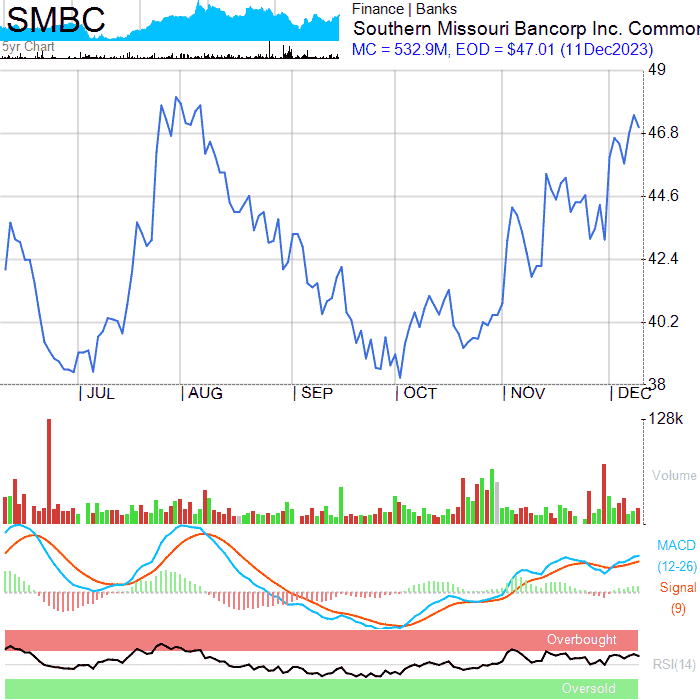 SMBC
5yr Chart
Finance | Banks
Southern Missouri Bancorp Inc. Common
MC = 532.9M, EOD = $47.01 (11Dec2023)
49
46.8
44.6
42.4
40.2
38
| JUL | AUG | SEP | OCT | NOV | DEC
128k
Volume
MACD
(12-26)
Signal
(9)
Overbought
RSI(14)
Oversold